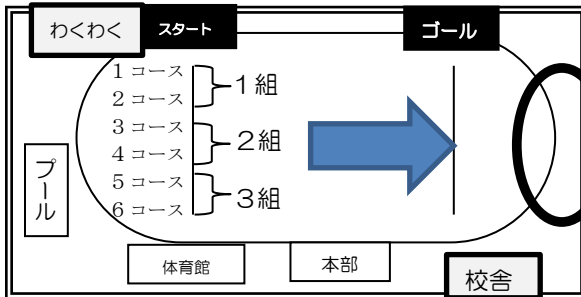 わくわく
スタート
ゴール
1コース
2コース
1組
3コース
4コース
2組
5コース
6コース
3組
プール
体育館
本部
校舎